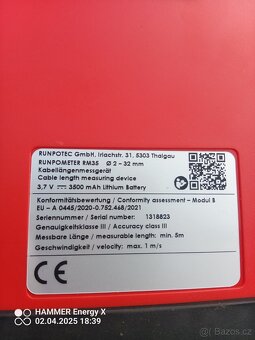 RUNPOTEC GmbH, Irlachstr. 31, 5303 Thalgau
RUNPOMETER RM35 Ø 2 – 32 mm
Kabellängenmessgerät
Cable length measuring device
3,7 V ⎓ 3500 mAh Lithium Battery
Konformitätsbewertung / Conformity assessment – Modul B
EU – A 0445/2020-0.752.468/2021
Seriennummer / Serial number: 1318823
Genauigkeitsklasse III / Accuracy class III
Messbare Länge / measurable length: min. 5m
Geschwindigkeit / velocity: max. 1 m/s
CE
HAMMER Energy X
02.04.2025 18:39
sbazar.cz